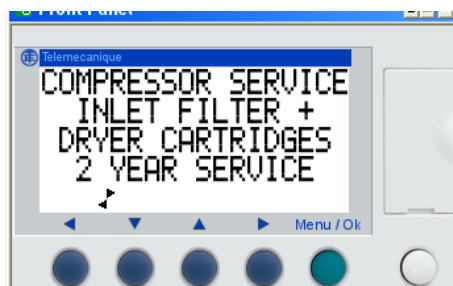 Front Panel
Telemecanique
COMPRESSOR SERVICE
INLET FILTER +
DRYER CARTRIDGES
2 YEAR SERVICE
Menu / Ok